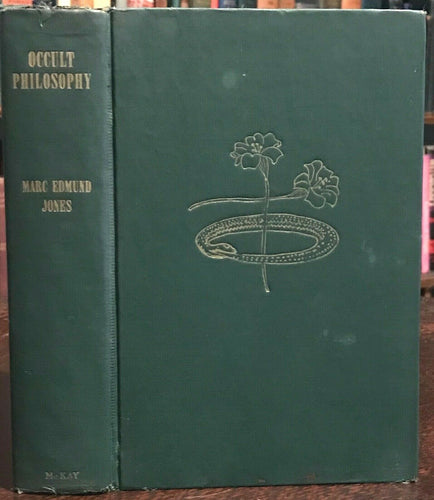 OCCULT
PHILOSOPHY
MARC EDMUND
JONES
McKAY